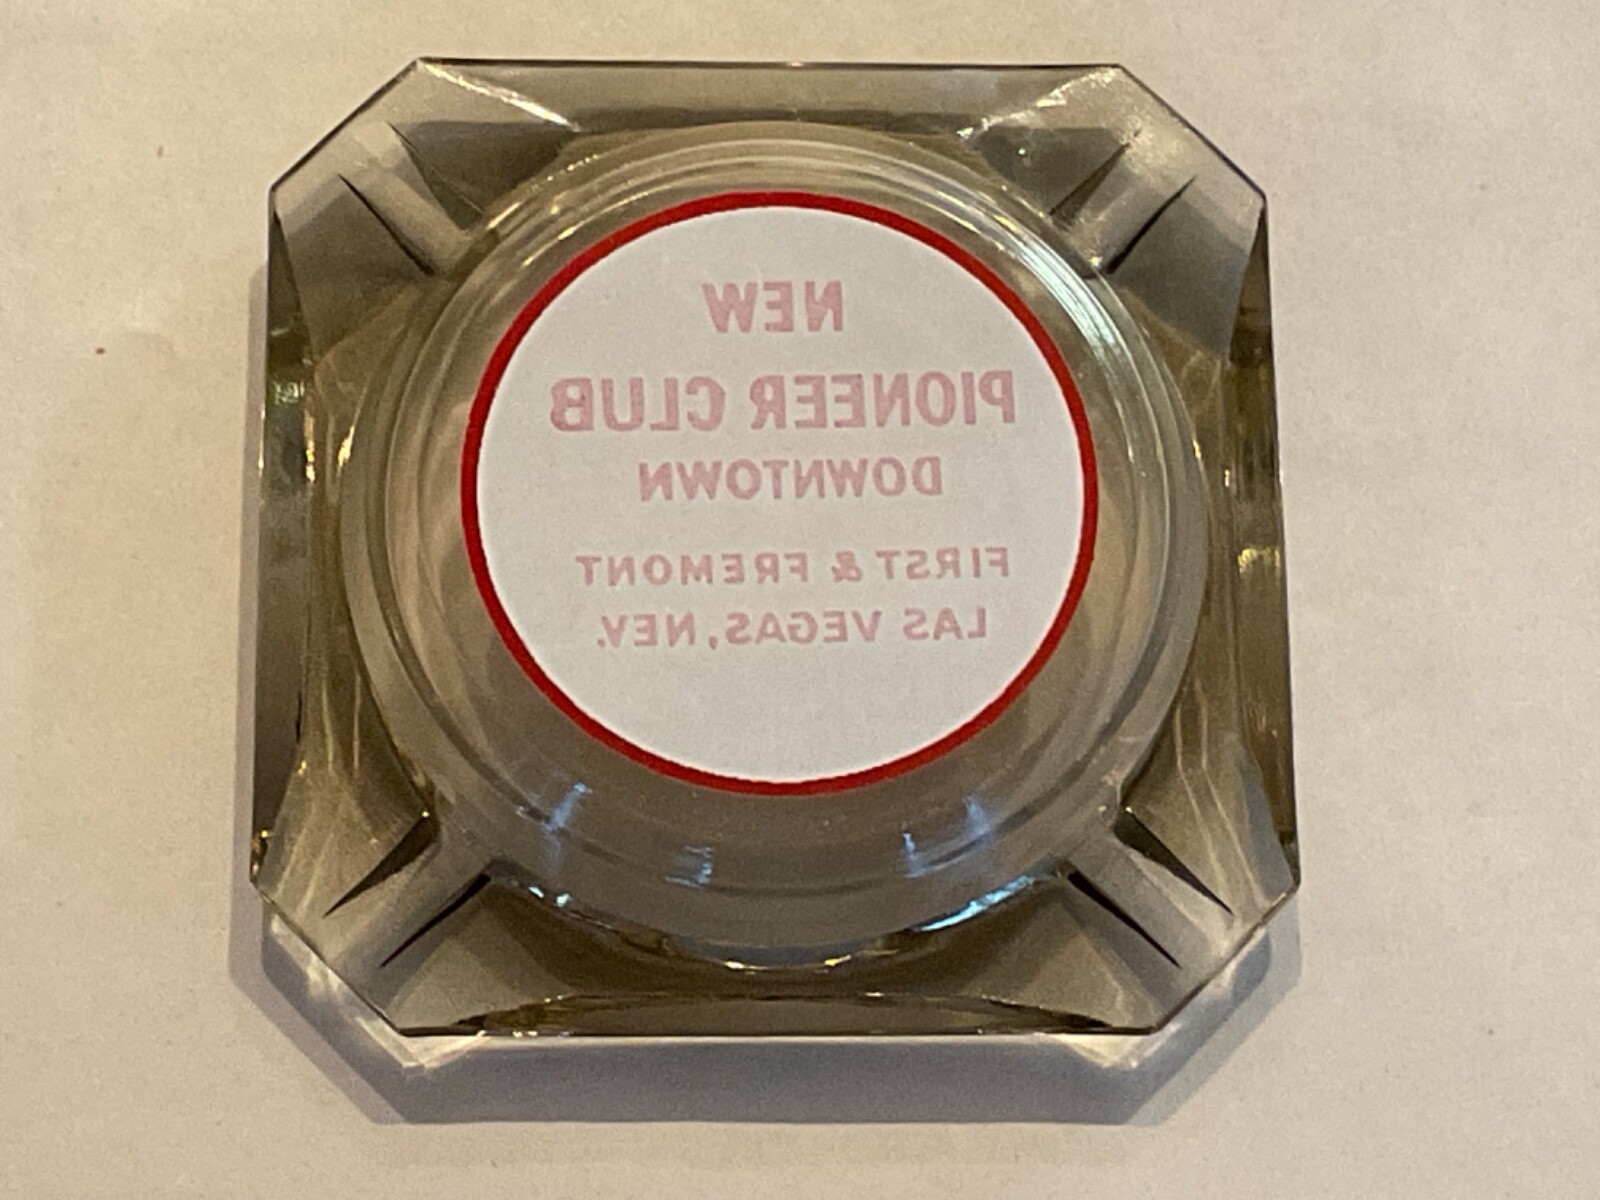 NEW
PIONEER CLUB
DOWNTOWN
FIRST & FREMONT
LAS VEGAS, NEV.